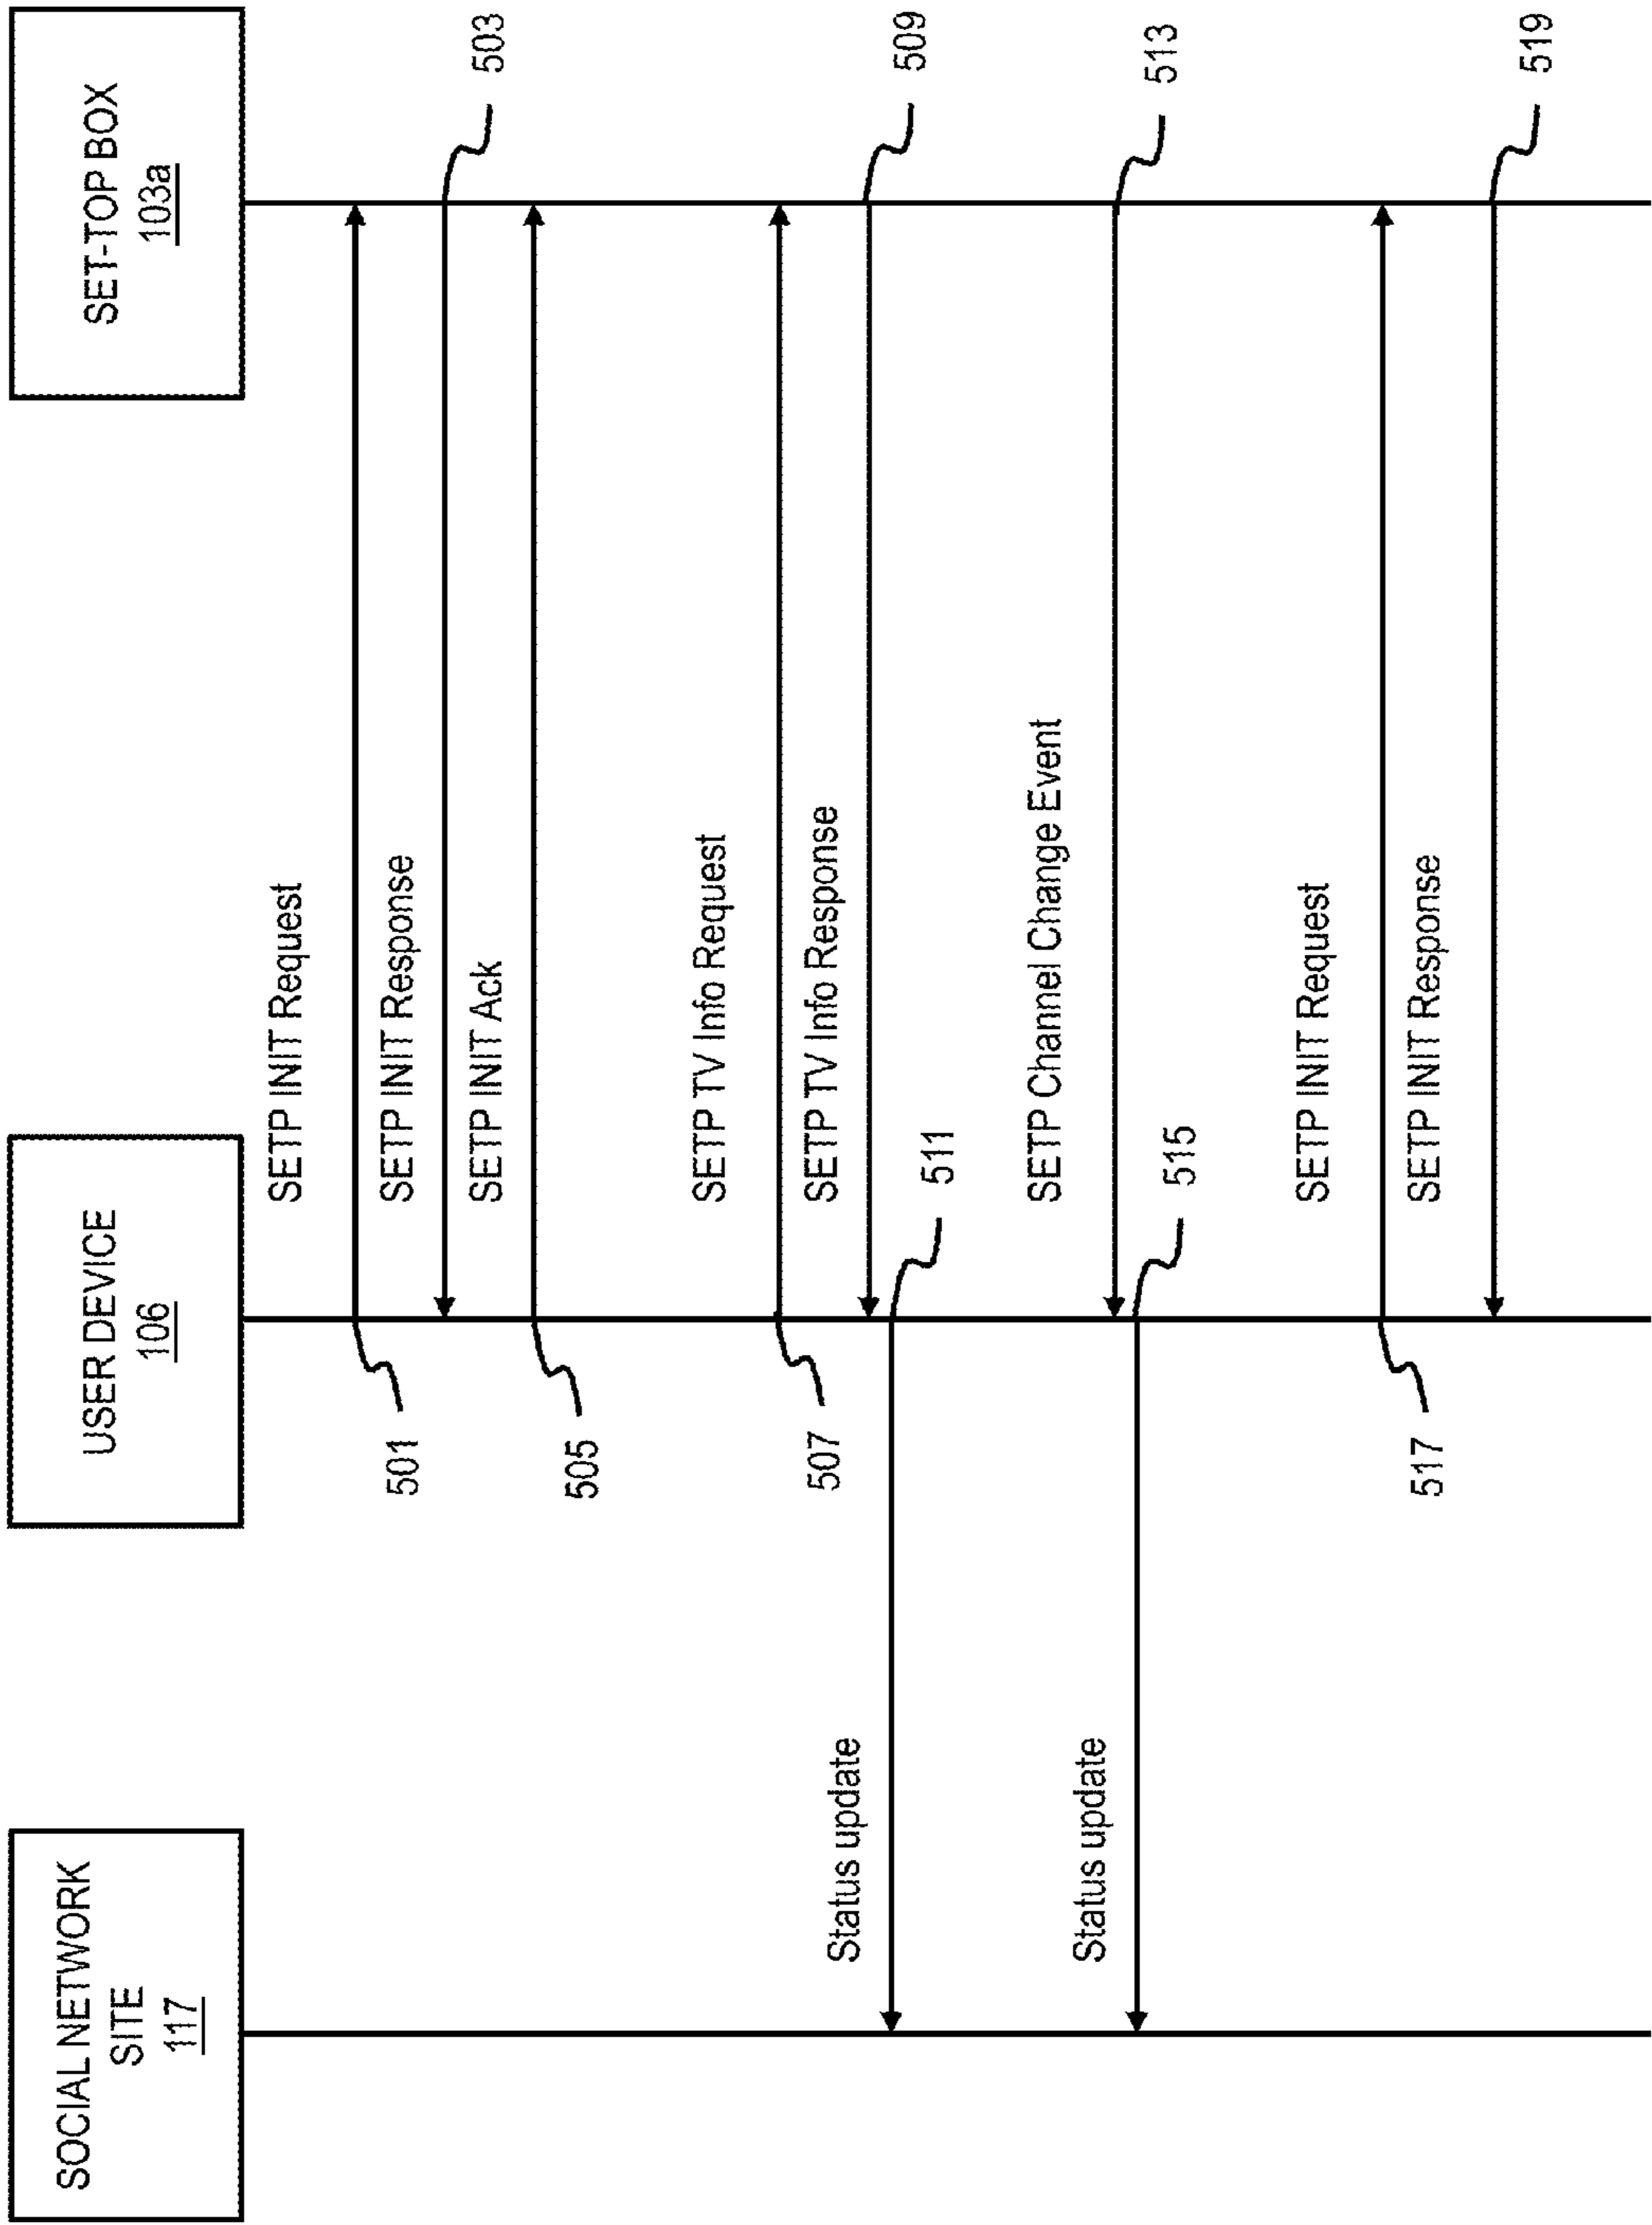 SOCIAL NETWORK
SITE
117
USER DEVICE
106
SET-TOP BOX
103a
SETP INIT Request
501
SETP INIT Response
503
SETP INIT Ack
505
SETP TV Info Request
507
SETP TV Info Response
509
Status update
511
SETP Channel Change Event
513
Status update
515
SETP INIT Request
517
SETP INIT Response
519